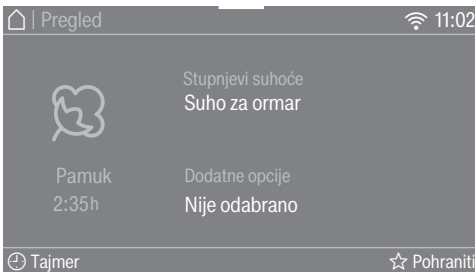 | Pregled
11:02
Stupnjevi suhoće
Suho za ormar
Pamuk
2:35h
Dodatne opcije
Nije odabrano
Tajmer
Pohraniti